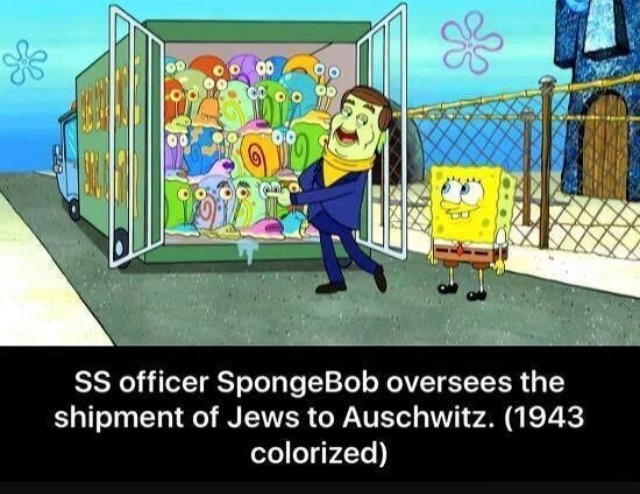 SS officer SpongeBob oversees the
shipment of Jews to Auschwitz. (1943
colorized)